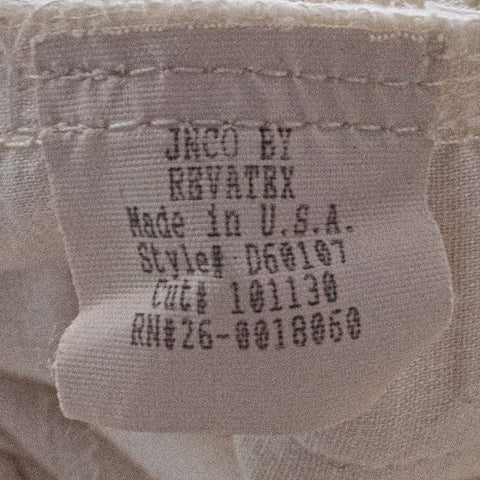 JNCO BY
REVATEX
Made in U.S.A.
Style# D60107
Cut# 101130
RN#26-0018060